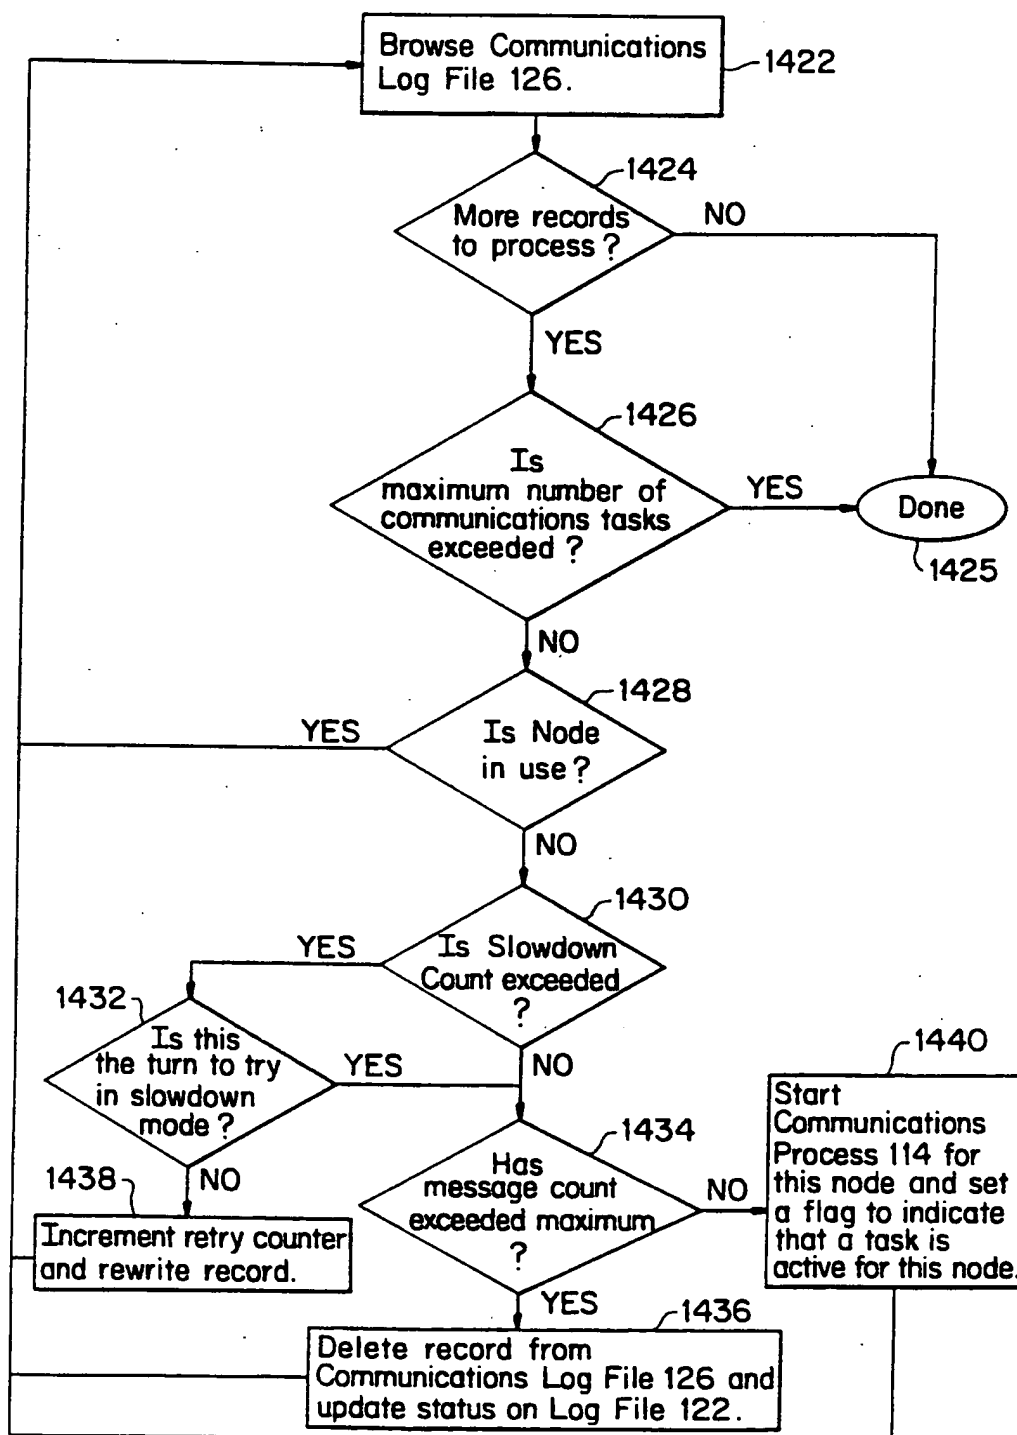 Browse Communications
Log File 126.
1422
1424
More records
to process?
NO
YES
1426
Is
maximum number of
communications tasks
exceeded?
YES
Done
1425
NO
1428
YES
Is Node
in use?
NO
1430
YES
Is Slowdown
Count exceeded
?
1432
Is this
the turn to try
in slowdown
mode?
YES
NO
1440
Start
Communications
Process 114 for
this node and set
a flag to indicate
that a task is
active for this node.
1434
Has
message count
exceeded maximum
?
NO
1438
NO
Increment retry counter
and rewrite record.
YES
1436
Delete record from
Communications Log File 126 and
update status on Log File 122.